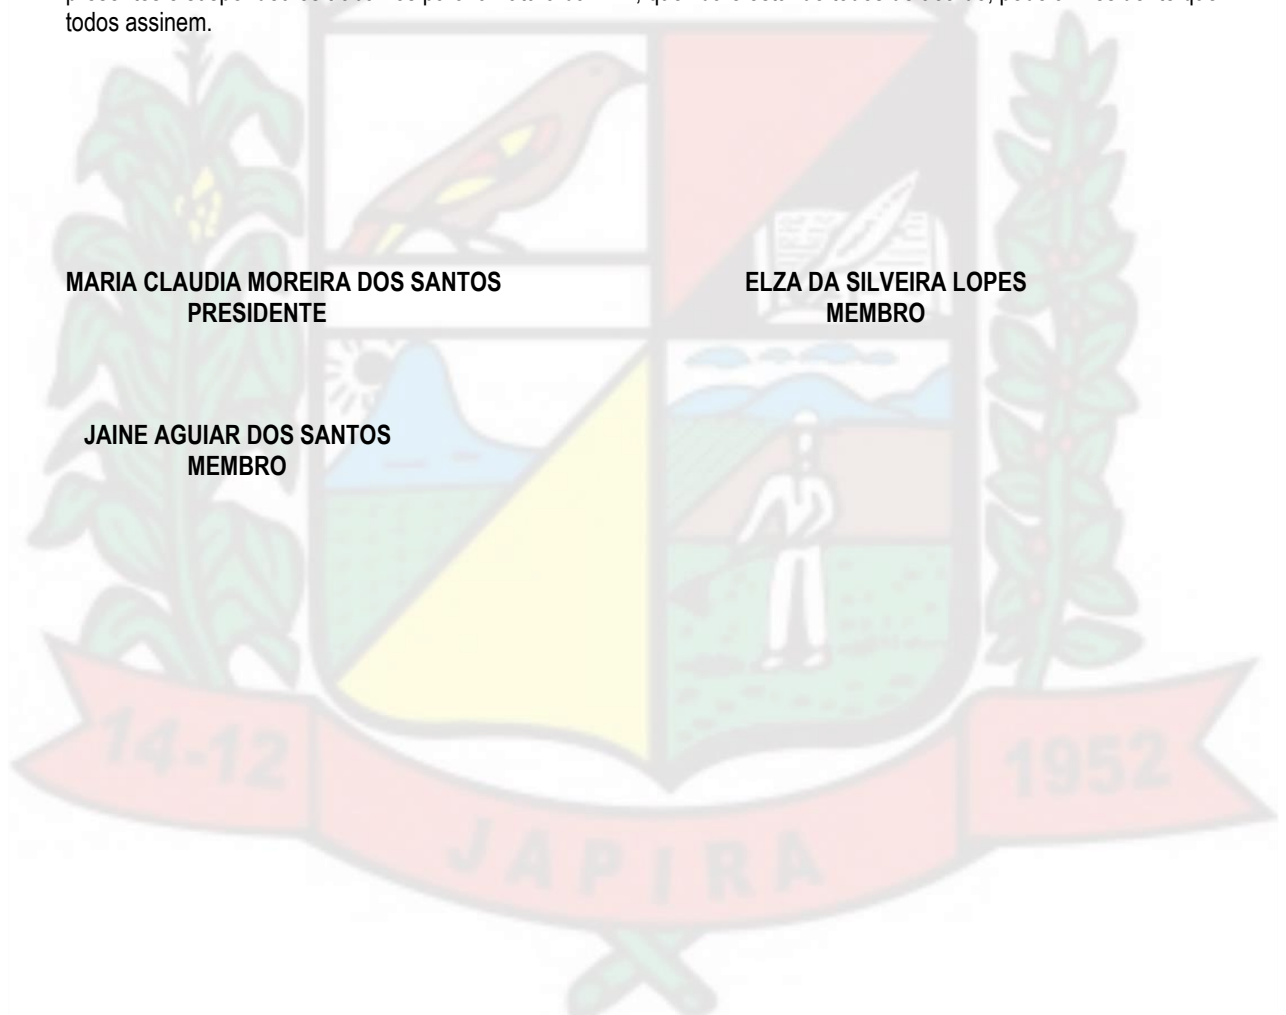 todos assinem.
MARIA CLAUDIA MOREIRA DOS SANTOS
PRESIDENTE
ELZA DA SILVEIRA LOPES
MEMBRO
JAINE AGUIAR DOS SANTOS
MEMBRO
14-12
1952
JAPIRA